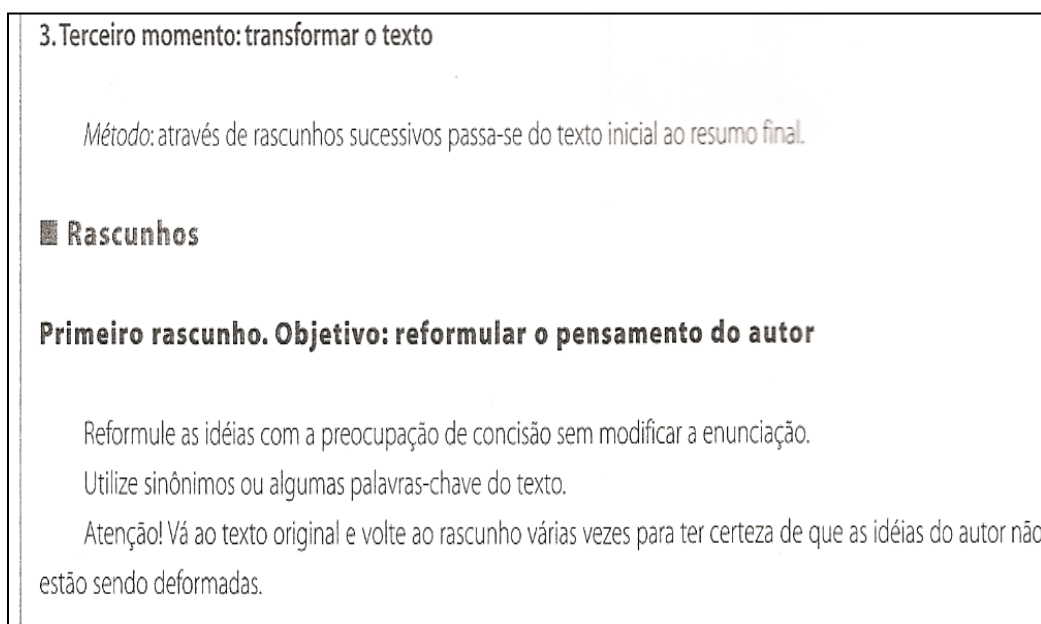 3. Terceiro momento: transformar o texto
Método: através de rascunhos sucessivos passa-se do texto inicial ao resumo final.
Rascunhos
Primeiro rascunho. Objetivo: reformular o pensamento do autor
Reformule as idéias com a preocupação de concisão sem modificar a enunciação.
Utilize sinônimos ou algumas palavras-chave do texto.
Atenção! Vá ao texto original e volte ao rascunho várias vezes para ter certeza de que as idéias do autor não
estão sendo deformadas.